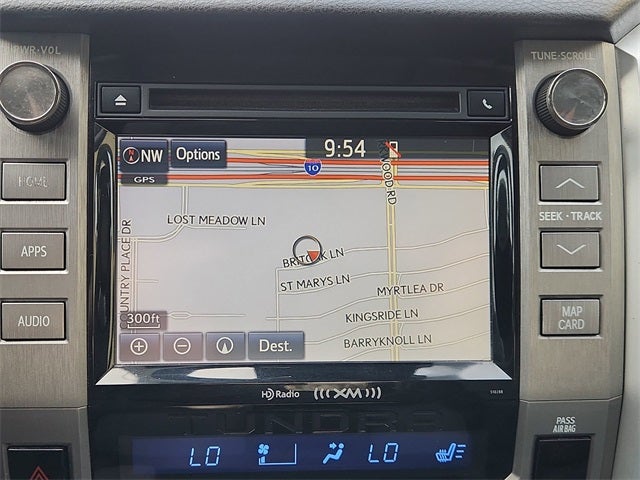 PWR•VOL
TUNE•SCROLL
NW
Options
9:54
GPS
10
WOOD RD
HOME
LOST MEADOW LN
SEEK • TRACK
COUNTRY PLACE DR
APPS
BRITOAK LN
ST MARYS LN
MYRTLEA DR
300ft
KINGSRIDE LN
AUDIO
MAP
CARD
Dest.
BARRYKNOLL LN
HD Radio
((( XM )))
TUNDRA
PASS
AIR BAG
LO
LO